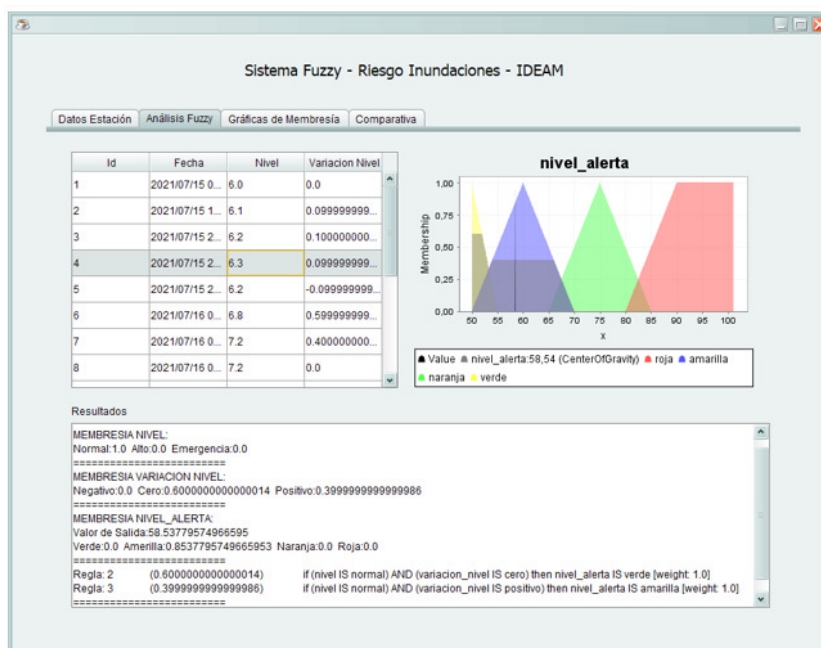 Sistema Fuzzy - Riesgo Inundaciones - IDEAM
Datos Estación Análisis Fuzzy Gráficas de Membresía Comparativa
Id Fecha Nivel Variacion Nivel
1 2021/07/15 0... 6.0 0.0
2 2021/07/15 1... 6.1 0.099999999...
3 2021/07/15 2... 6.2 0.100000000...
4 2021/07/15 2... 6.3 0.099999999...
5 2021/07/15 2... 6.2 -0.099999999...
6 2021/07/16 0... 6.8 0.599999999...
7 2021/07/16 0... 7.2 0.400000000...
8 2021/07/16 0... 7.2 0.0
nivel_alerta
Membership
1,00
0,75
0,50
0,25
0,00
50 55 60 65 70 75 80 85 90 95 100
x
Value nivel_alerta:58,54 (CenterOfGravity) roja amarilla
naranja verde
Resultados
MEMBRESIA NIVEL:
Normal:1.0 Alto:0.0 Emergencia:0.0
=========================
MEMBRESIA VARIACION NIVEL:
Negativo:0.0 Cero:0.6000000000000014 Positivo:0.3999999999999986
=========================
MEMBRESIA NIVEL_ALERTA:
Valor de Salida:58.53779574966595
Verde:0.0 Amerilla:0.8537795749665953 Naranja:0.0 Roja:0.0
=========================
Regla: 2 (0.6000000000000014) if (nivel IS normal) AND (variacion_nivel IS cero) then nivel_alerta IS verde [weight: 1.0]
Regla: 3 (0.3999999999999986) if (nivel IS normal) AND (variacion_nivel IS positivo) then nivel_alerta IS amarilla [weight: 1.0]
=========================